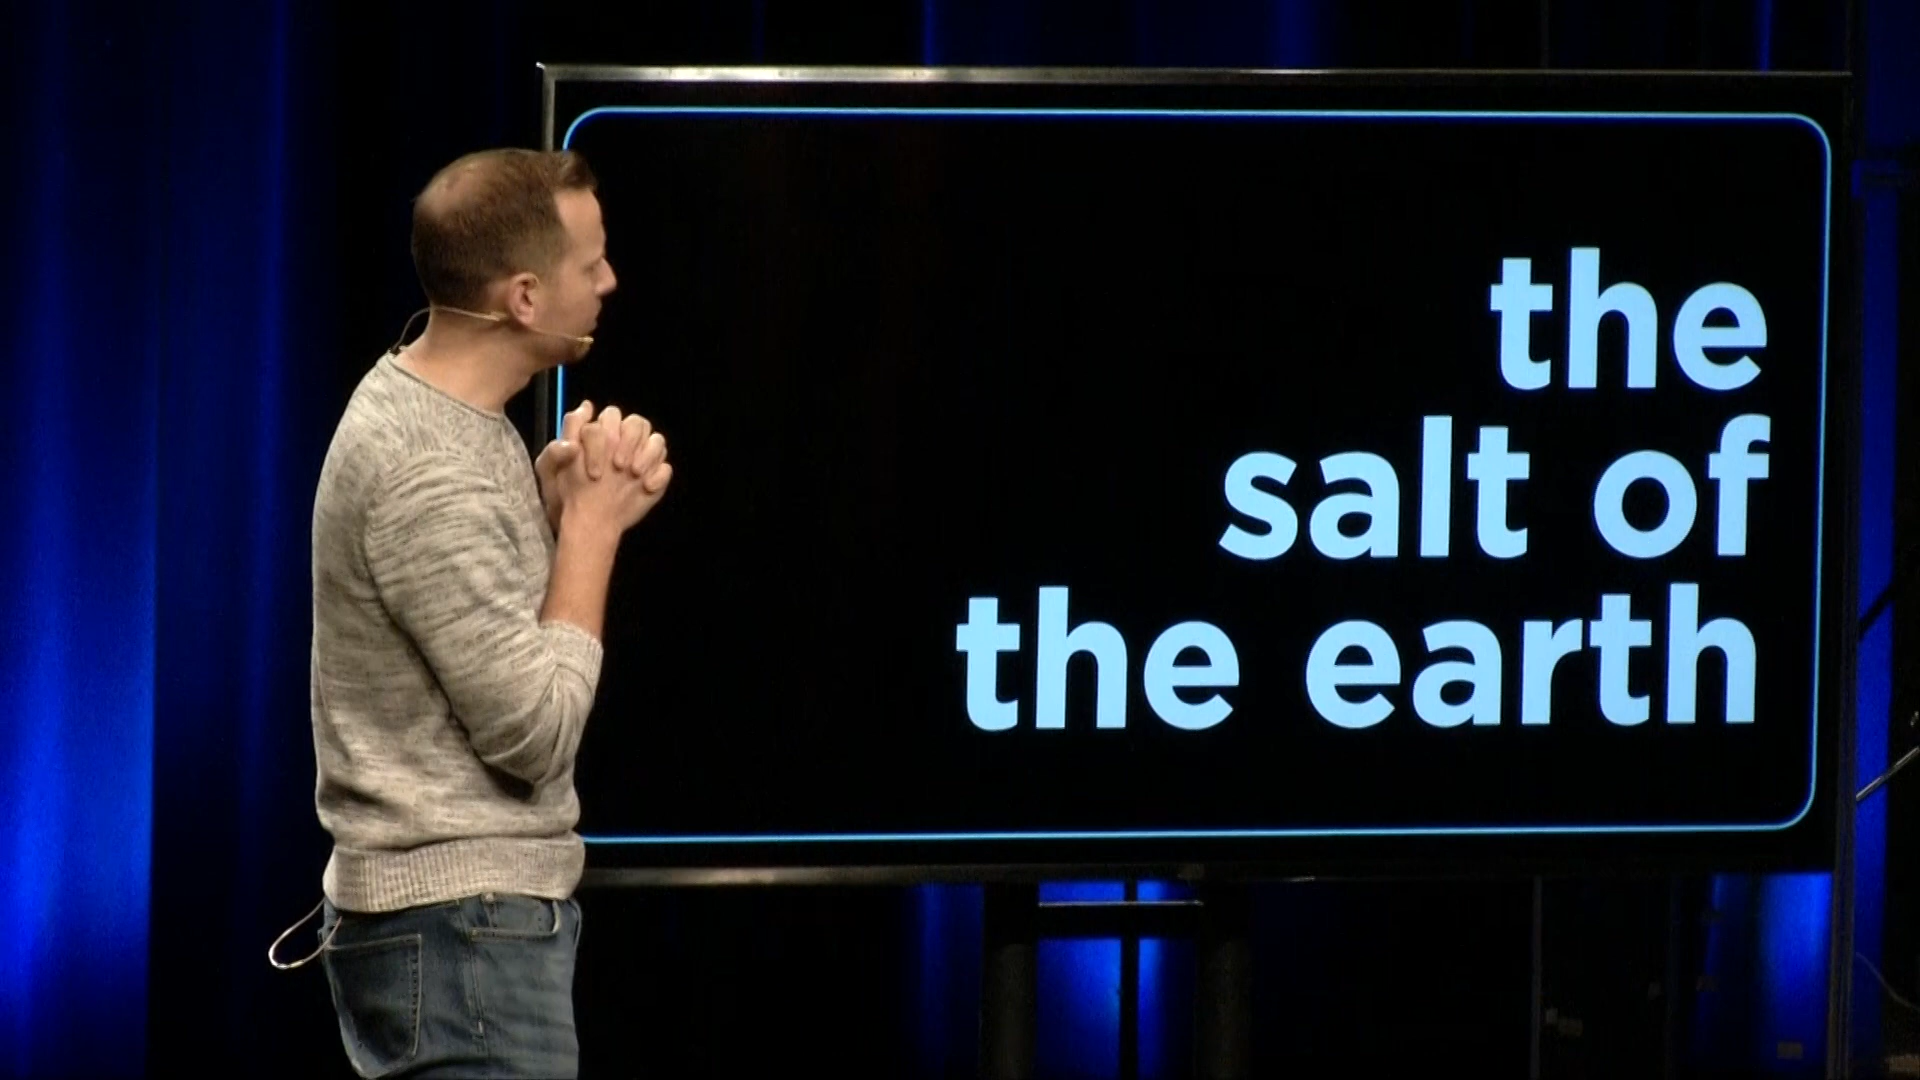 the
salt of
the earth